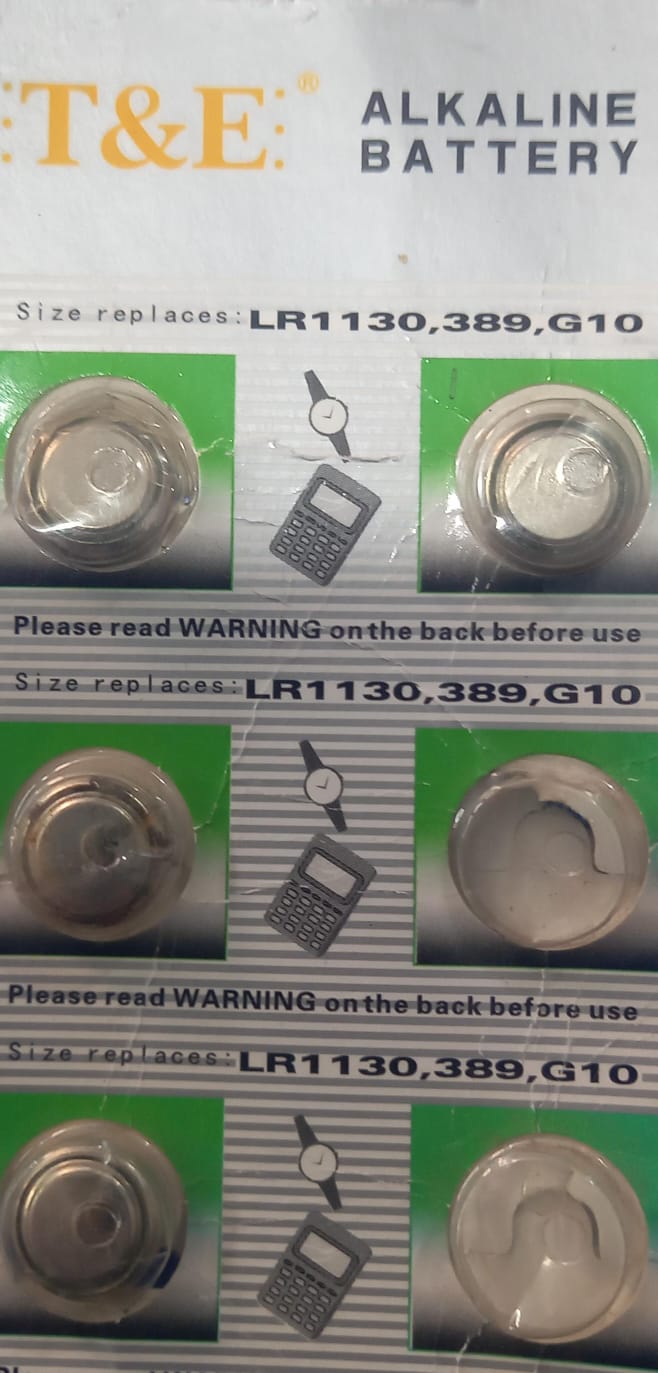 T&E®
ALKALINE
BATTERY
Size replaces: LR1130,389,G10
Please read WARNING on the back before use
Size replaces: LR1130,389,G10
Please read WARNING on the back before use
Size replaces: LR1130,389,G10